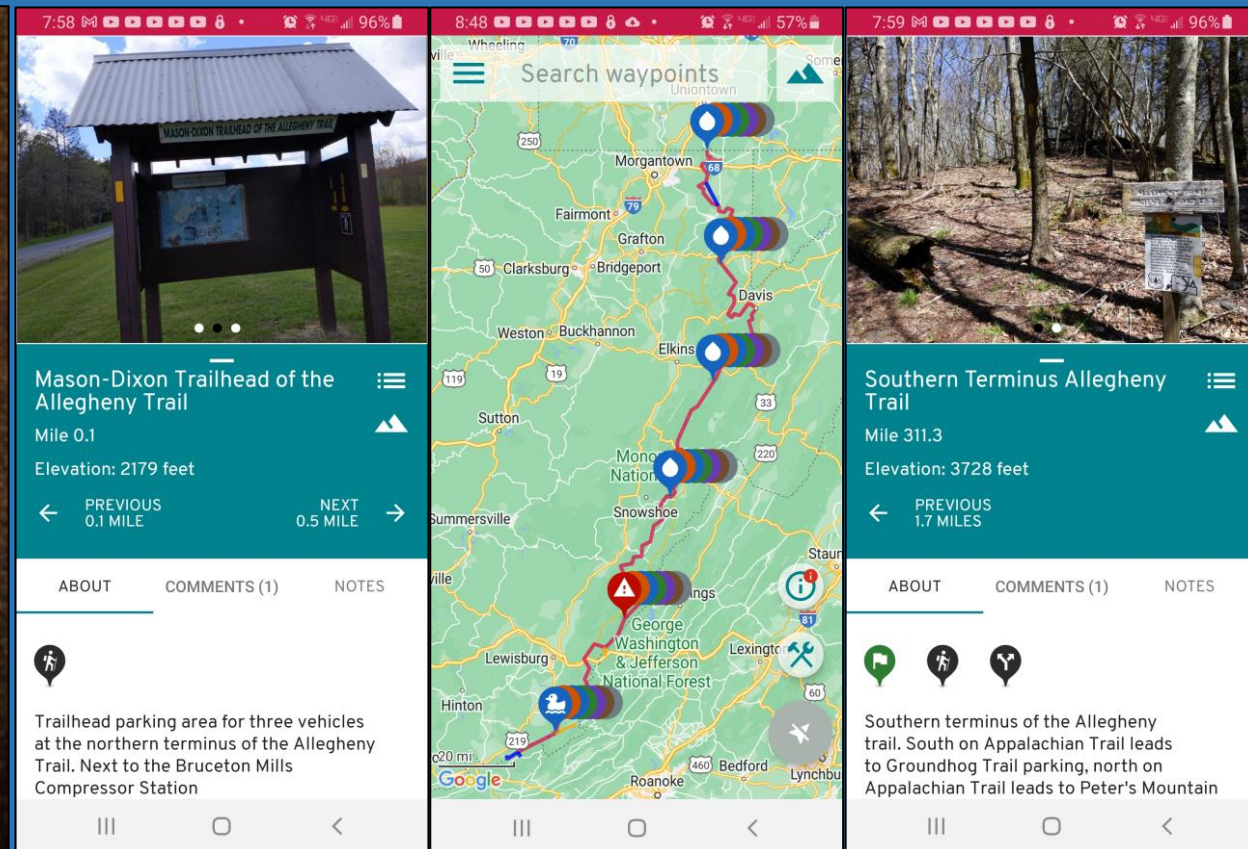 7:58
96%
MASON-DIXON TRAILHEAD OF THE ALLEGHENY TRAIL
Mason-Dixon Trailhead of the
Allegheny Trail
Mile 0.1
Elevation: 2179 feet
PREVIOUS
0.1 MILE
NEXT
0.5 MILE
ABOUT
COMMENTS (1)
NOTES
Trailhead parking area for three vehicles
at the northern terminus of the Allegheny
Trail. Next to the Bruceton Mills
Compressor Station
8:48
57%
Wheeling
70
Search waypoints
Uniontown
250
Morgantown
68
79
Fairmont
Grafton
50
Clarksburg
Bridgeport
Davis
Weston
Buckhannon
Elkins
119
19
33
Sutton
220
Snowshoe
Summersville
George
Washington
& Jefferson
National Forest
81
Lewisburg
60
Hinton
219
20 mi
460
Bedford
Google
Roanoke
7:59
96%
Southern Terminus Allegheny
Trail
Mile 311.3
Elevation: 3728 feet
PREVIOUS
1.7 MILES
ABOUT
COMMENTS (1)
NOTES
Southern terminus of the Allegheny
trail. South on Appalachian Trail leads
to Groundhog Trail parking, north on
Appalachian Trail leads to Peter's Mountain